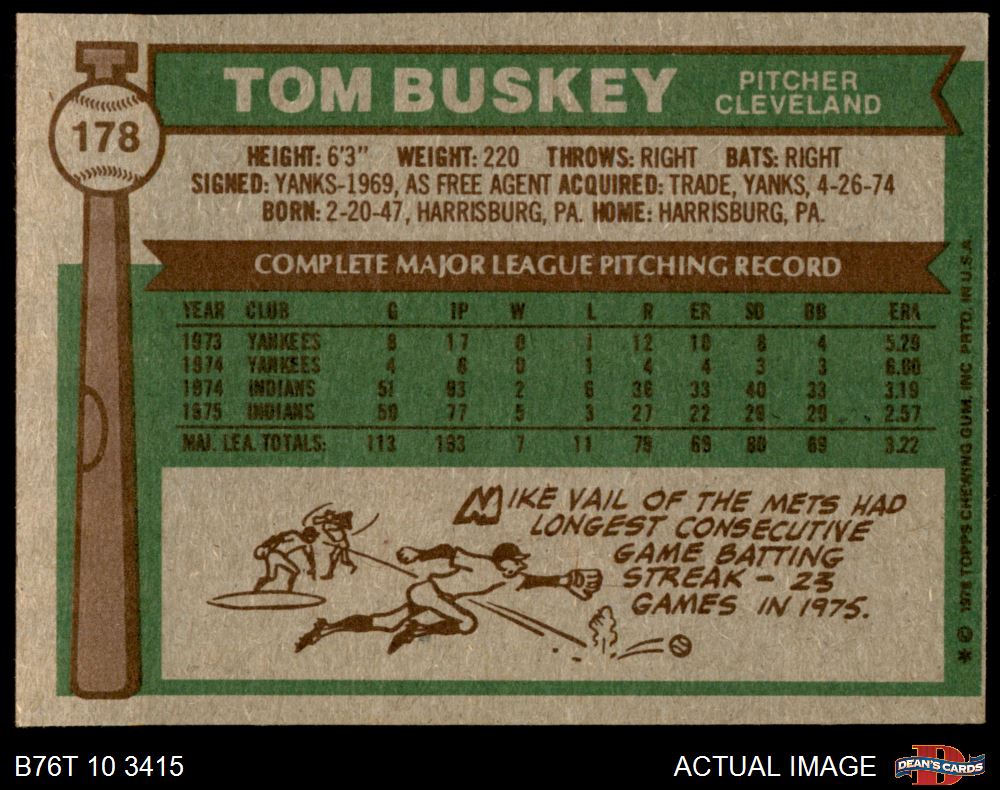 178
TOM BUSKEY
PITCHER
CLEVELAND
HEIGHT: 6'3" WEIGHT: 220 THROWS: RIGHT BATS: RIGHT
SIGNED: YANKS-1969, AS FREE AGENT ACQUIRED: TRADE, YANKS, 4-26-74
BORN: 2-20-47, HARRISBURG, PA. HOME: HARRISBURG, PA.
COMPLETE MAJOR LEAGUE PITCHING RECORD
YEAR CLUB G IP W L R ER SO BB ERA
1973 YANKEES 8 17 0 1 12 10 8 4 5.29
1974 YANKEES 4 6 0 1 4 4 3 3 6.00
1974 INDIANS 51 93 2 6 36 33 40 33 3.19
1975 INDIANS 50 77 5 3 27 22 29 29 2.57
MAJ. LEA. TOTALS: 113 193 7 11 79 69 80 69 3.22
MIKE VAIL OF THE METS HAD
LONGEST CONSECUTIVE
GAME BATTING
STREAK - 23
GAMES IN 1975.
* © 1976 TOPPS CHEWING GUM, INC PRTD. IN U.S.A.
B76T 10 3415
ACTUAL IMAGE
DEAN'S CARDS